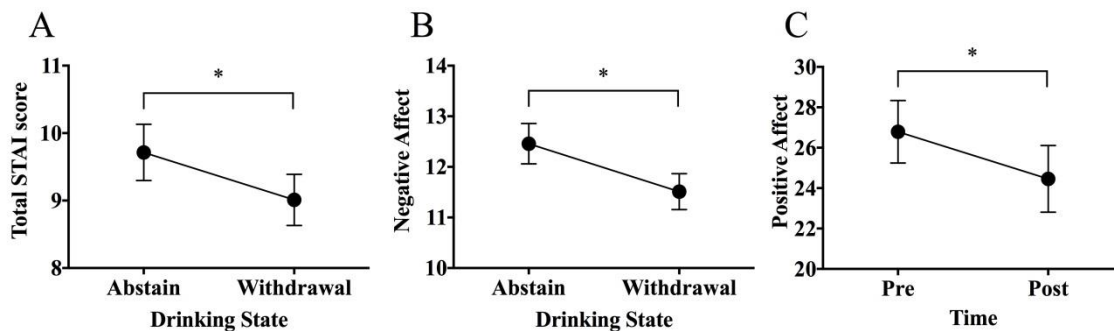 A
Total STAI score
11
10
9
8
*
Abstain Withdrawal
Drinking State
B
Negative Affect
14
13
12
11
10
*
Abstain Withdrawal
Drinking State
C
Positive Affect
30
28
26
24
22
20
*
Pre Post
Time